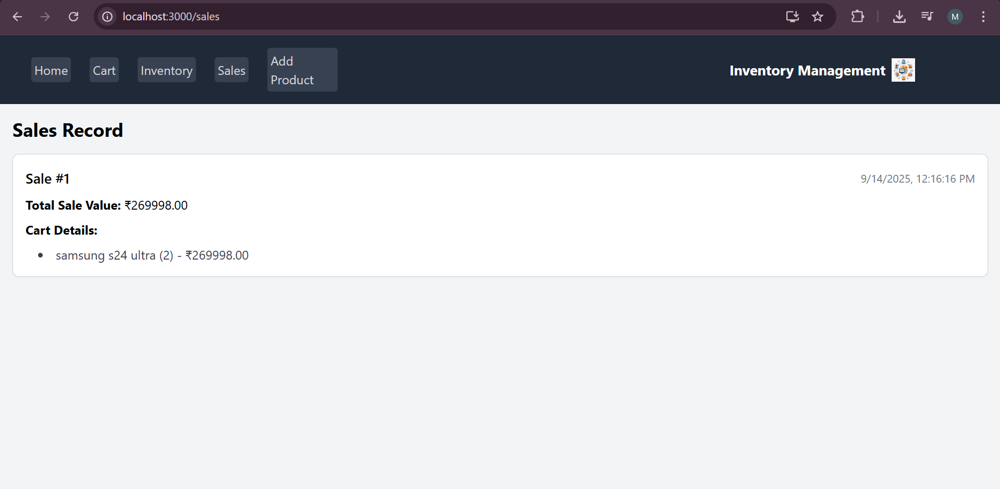 localhost:3000/sales
M
Home Cart Inventory Sales Add
Product
Inventory Management
Sales Record
Sale #1
9/14/2025, 12:16:16 PM
Total Sale Value: ₹269998.00
Cart Details:
• samsung s24 ultra (2) - ₹269998.00